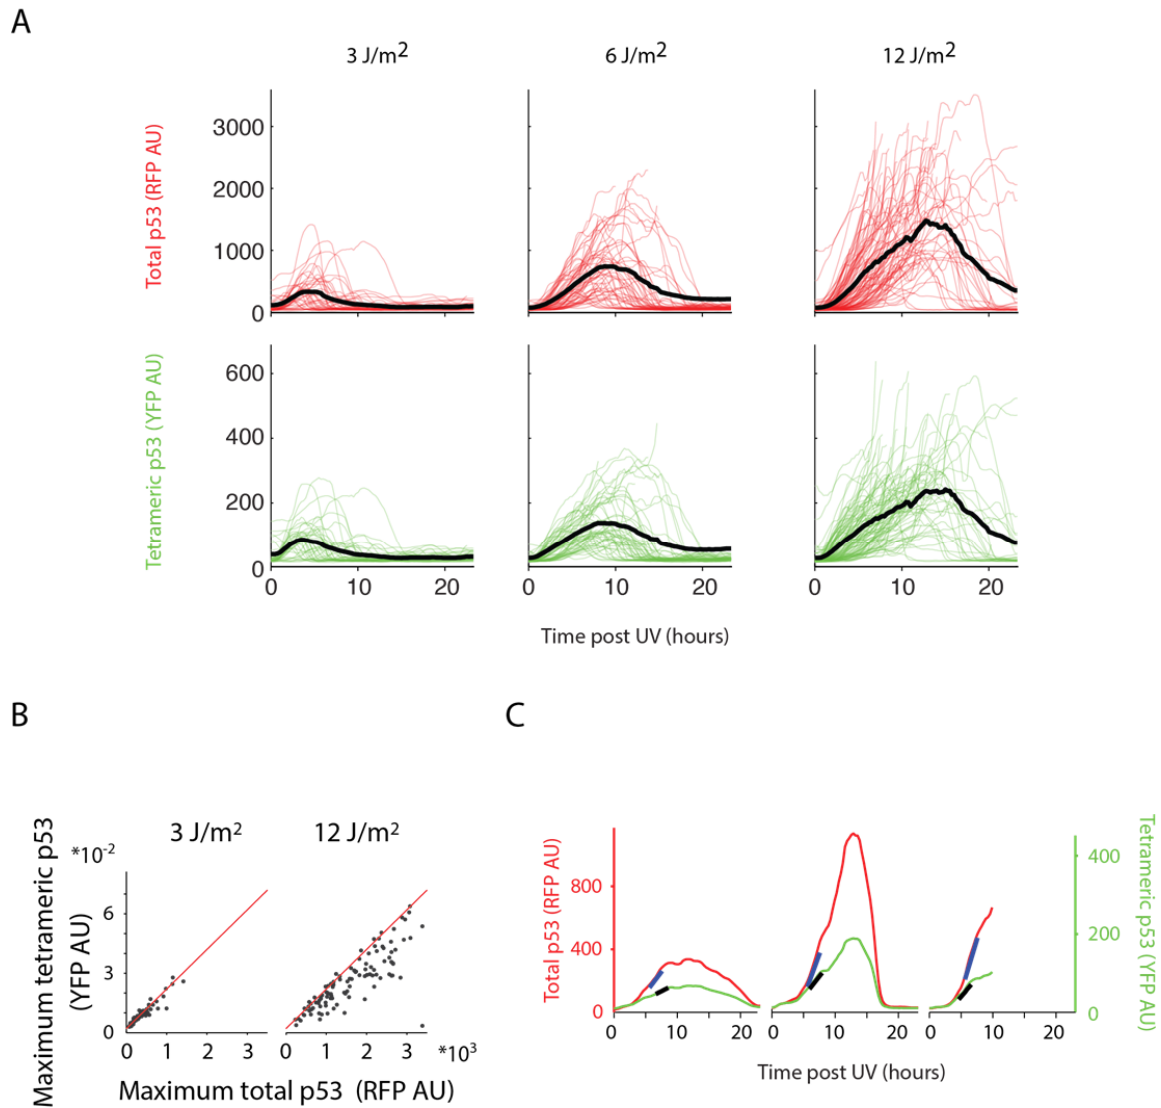 A
3 J/m2
6 J/m2
12 J/m2
Total p53 (RFP AU)
3000
2000
1000
0
Tetrameric p53 (YFP AU)
600
400
200
0
0 10 20
0 10 20
0 10 20
Time post UV (hours)
B
3 J/m2
12 J/m2
Maximum tetrameric p53
(YFP AU)
*10-2
6
3
0
0 1 2 3
0 1 2 3
*103
Maximum total p53 (RFP AU)
C
Total p53 (RFP AU)
800
400
0
0 10 20
0 10 20
0 10 20
400
200
0
Tetrameric p53 (YFP AU)
Time post UV (hours)